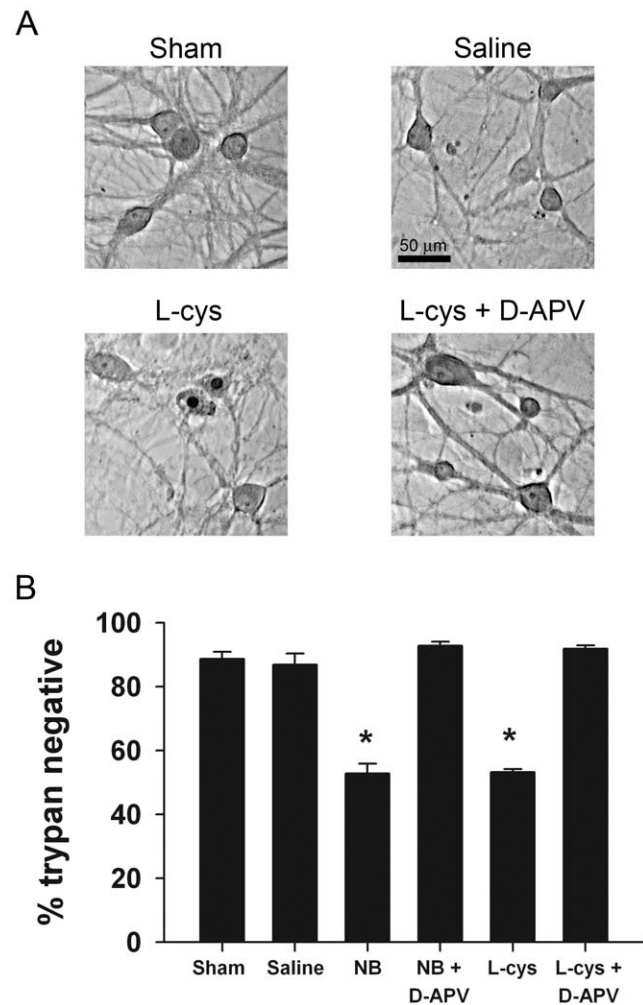 A
Sham Saline
50 μm
L-cys L-cys + D-APV
B
% trypan negative
100
80
60
40
20
0
* *
Sham Saline NB NB + L-cys L-cys +
D-APV D-APV